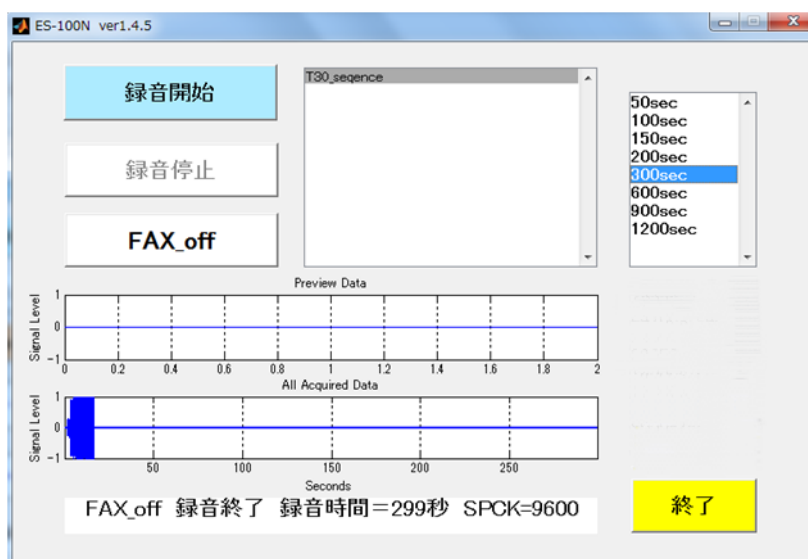 ES-100N ver1.4.5
録音開始
録音停止
FAX_off
T30_seqence
50sec
100sec
150sec
200sec
300sec
600sec
900sec
1200sec
Preview Data
Signal Level
1
0
-1
0 0.2 0.4 0.6 0.8 1 1.2 1.4 1.6 1.8 2
All Acquired Data
Signal Level
1
0
-1
50 100 150 200 250
Seconds
FAX_off 録音終了 録音時間＝299秒 SPCK=9600
終了